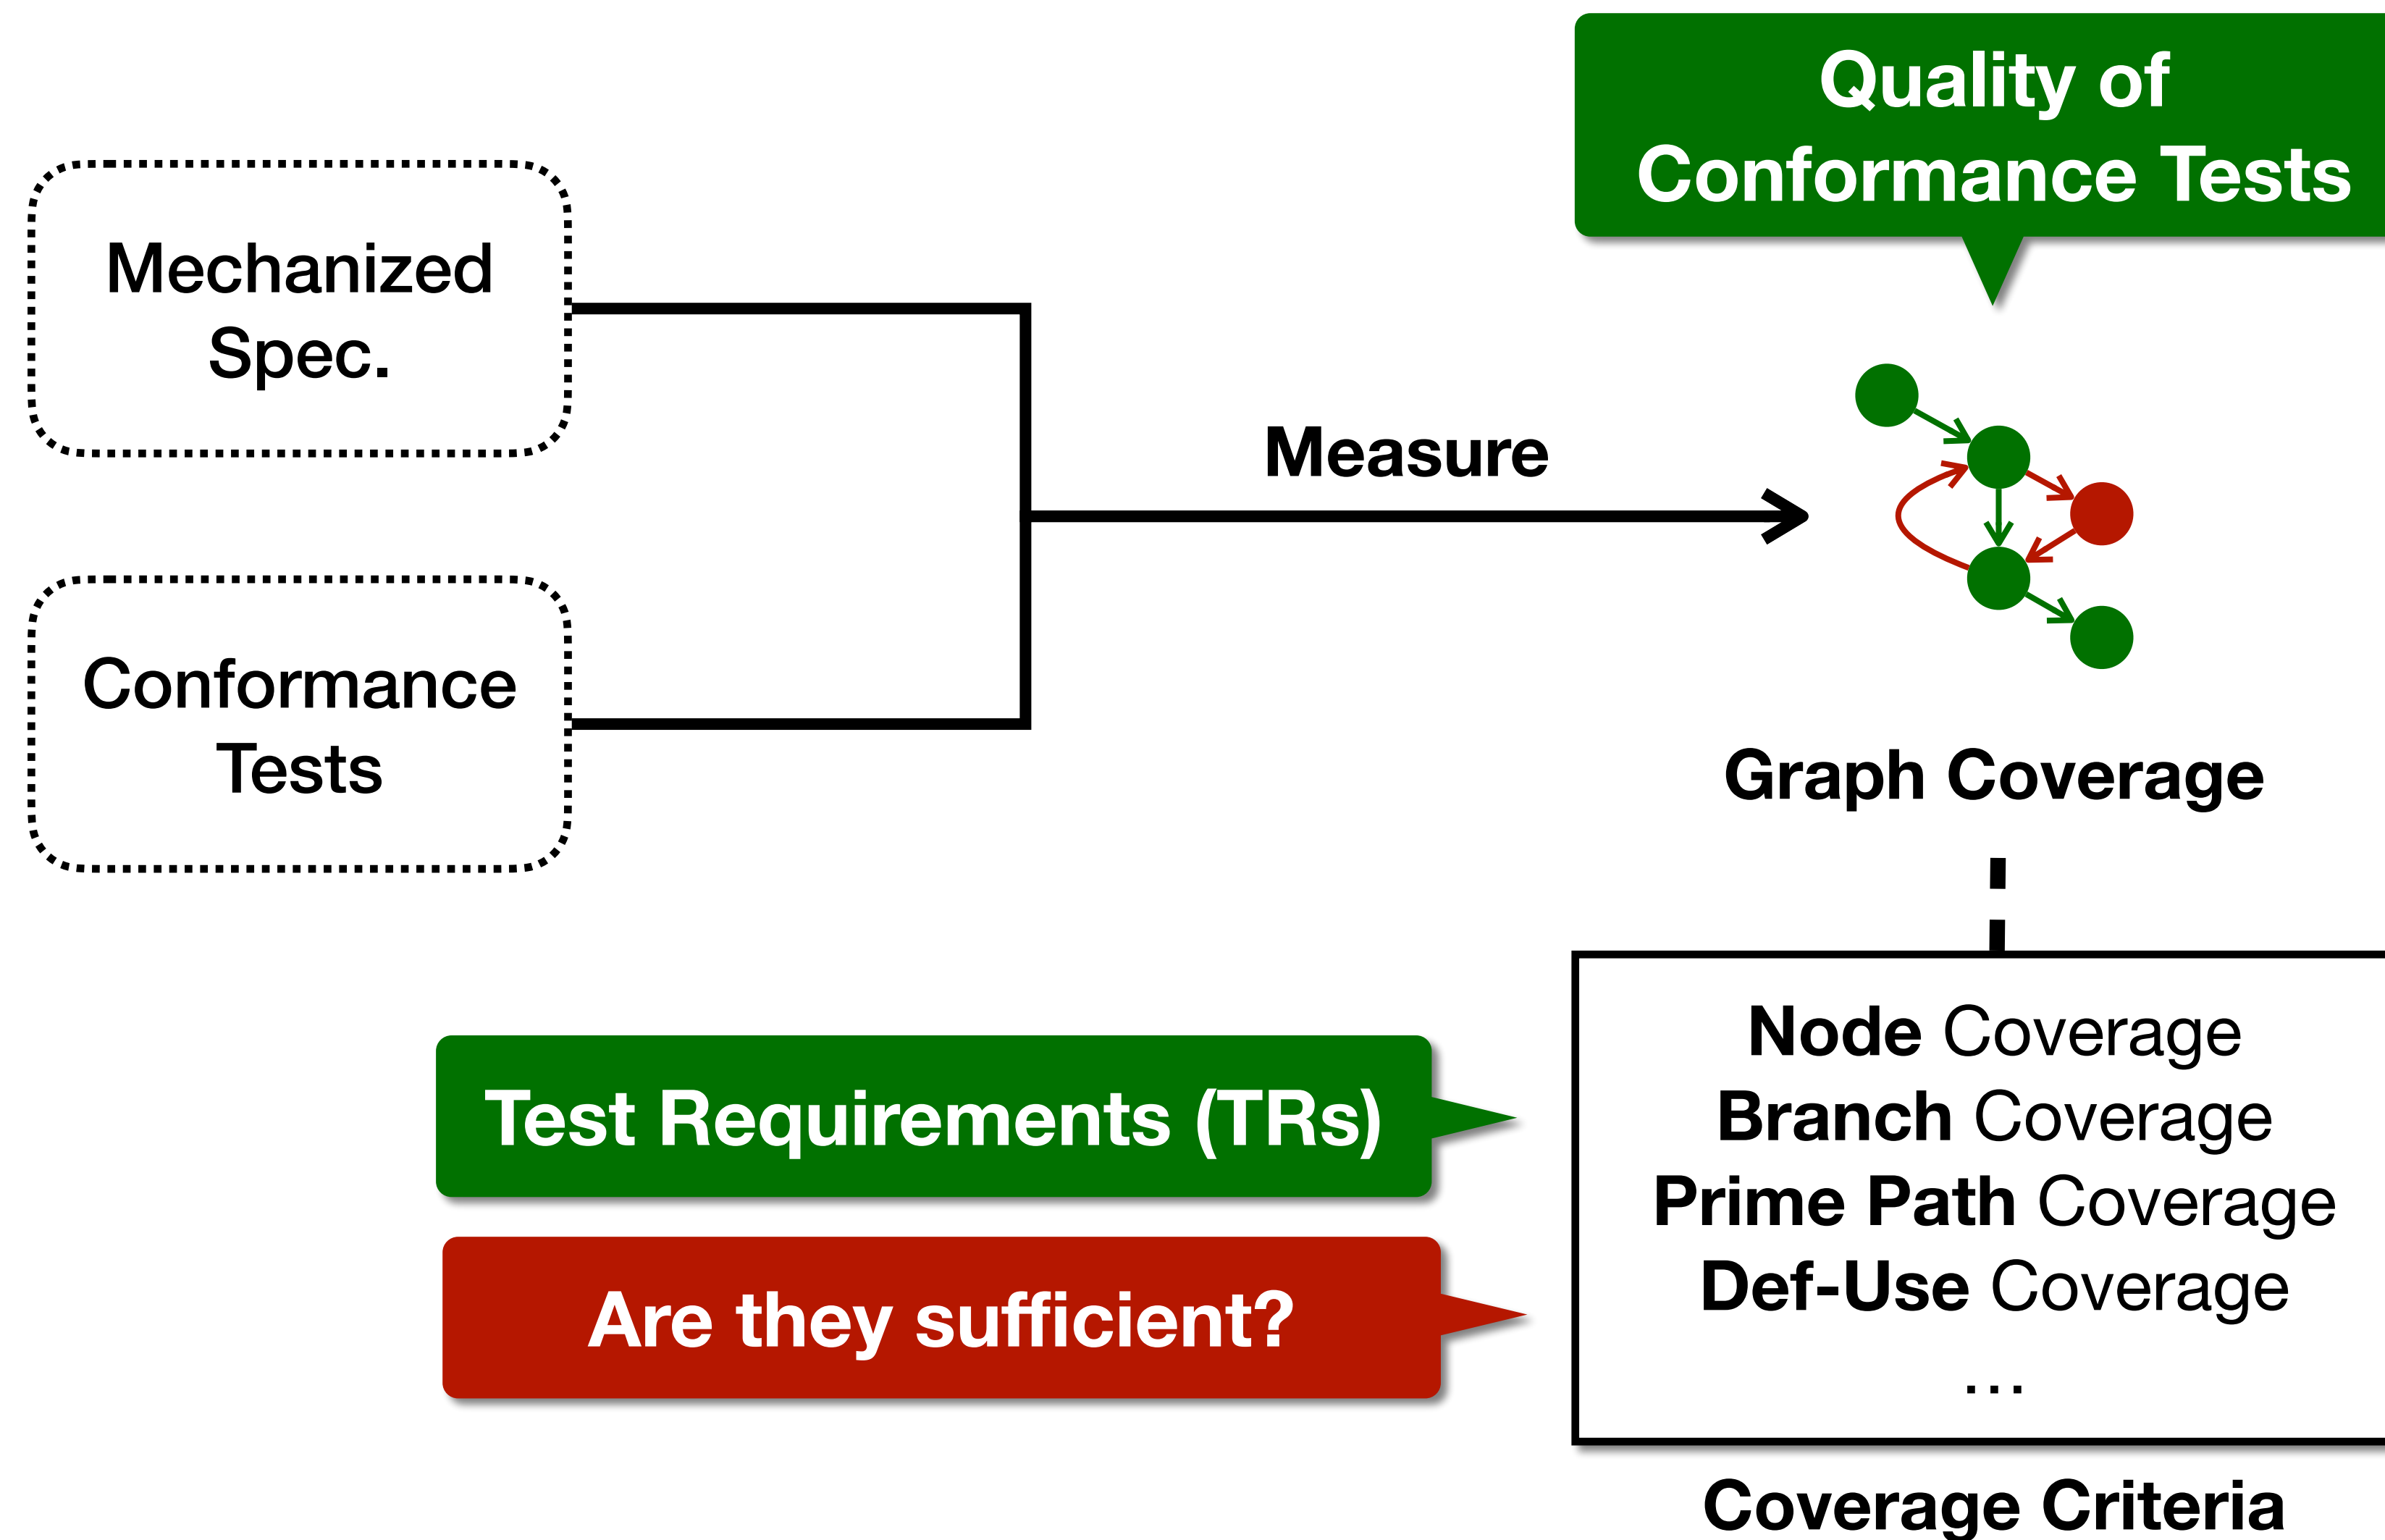 Quality of
Conformance Tests
Mechanized
Spec.
Measure
Conformance
Tests
Graph Coverage
Node Coverage
Branch Coverage
Prime Path Coverage
Def-Use Coverage
...
Test Requirements (TRs)
Are they sufficient?
Coverage Criteria